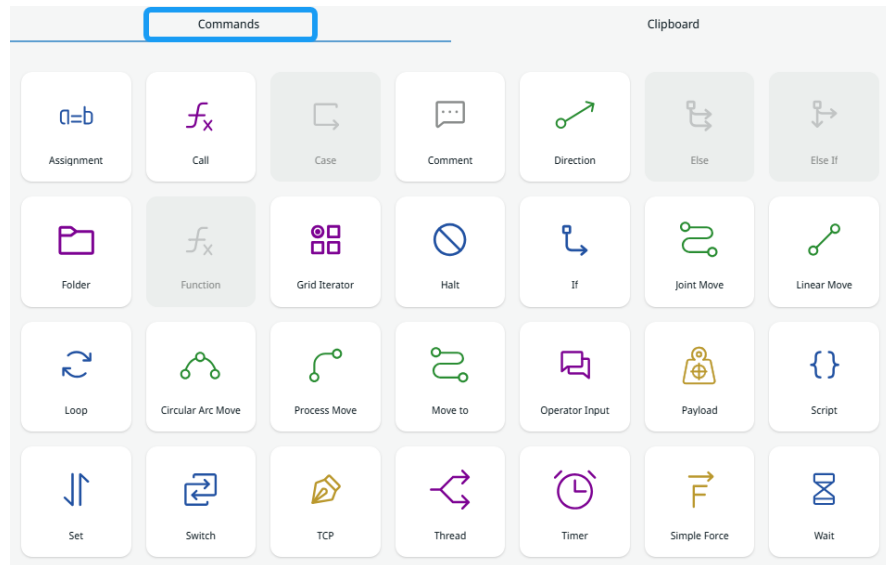 Commands
Clipboard
a=b
fx
Assignment
Call
Case
Comment
Direction
Else
Else If
fx
Folder
Function
Grid Iterator
Halt
If
Joint Move
Linear Move
{}
Loop
Circular Arc Move
Process Move
Move to
Operator Input
Payload
Script
F
Set
Switch
TCP
Thread
Timer
Simple Force
Wait